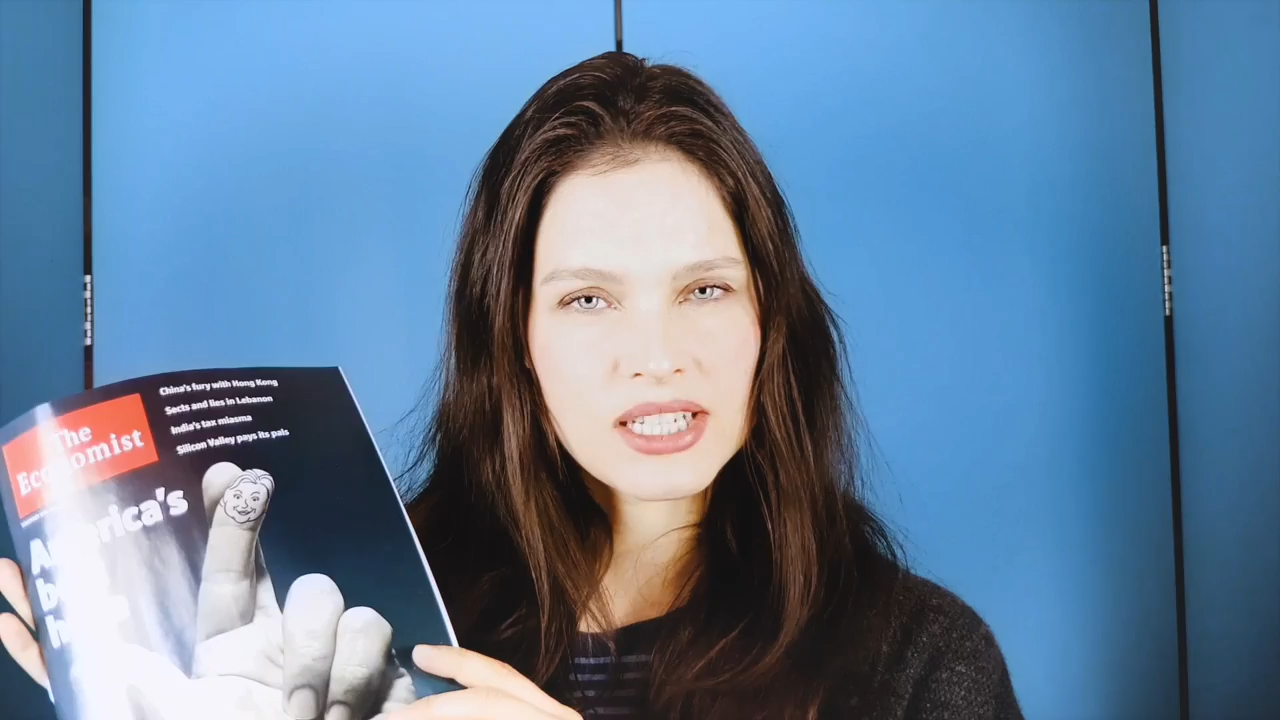 China's fury with Hong Kong
Sects and lies in Lebanon
India's tax miasma
Silicon Valley pays its pals
The
Economist
America's